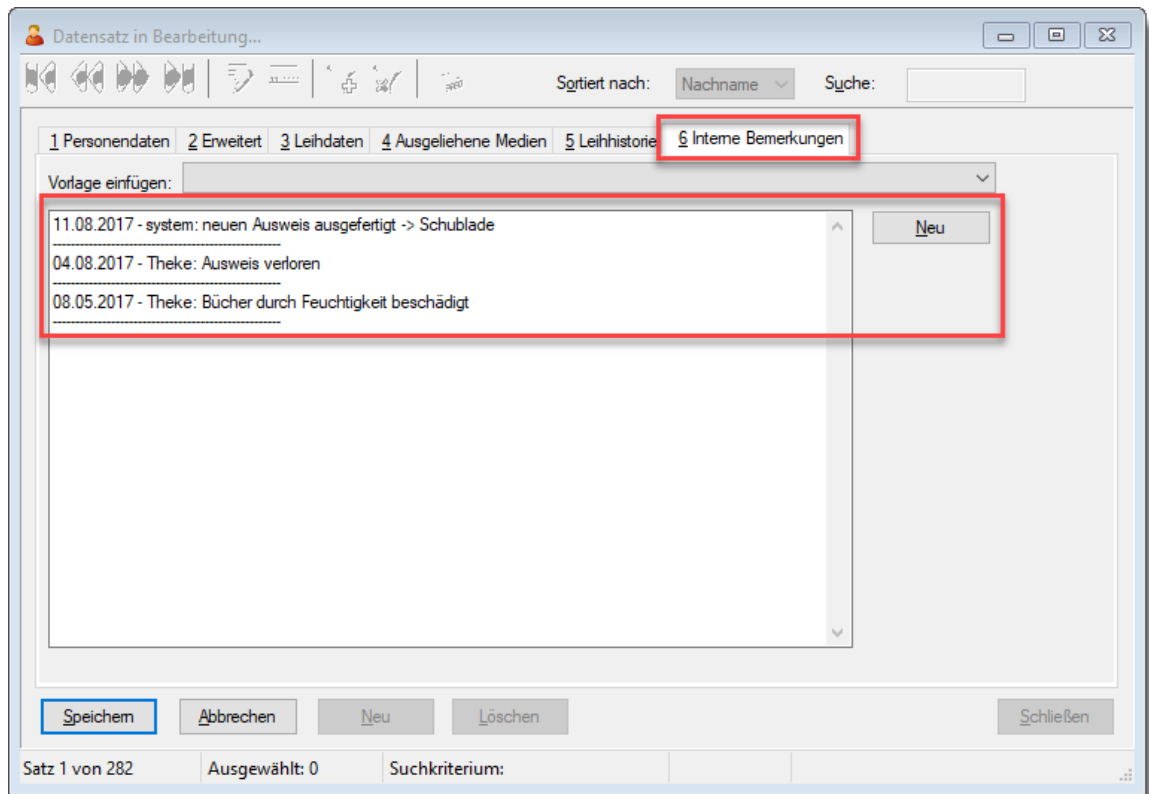 Datensatz in Bearbeitung...
Sortiert nach: Nachname Suche:
1 Personendaten 2 Erweitert 3 Leihdaten 4 Ausgeliehene Medien 5 Leihhistorie 6 Interne Bemerkungen
Vorlage einfügen:
11.08.2017 - system: neuen Ausweis ausgefertigt -> Schublade
--------------------------------------------------
04.08.2017 - Theke: Ausweis verloren
--------------------------------------------------
08.05.2017 - Theke: Bücher durch Feuchtigkeit beschädigt
--------------------------------------------------
Neu
Speichern Abbrechen Neu Löschen Schließen
Satz 1 von 282 Ausgewählt: 0 Suchkriterium: